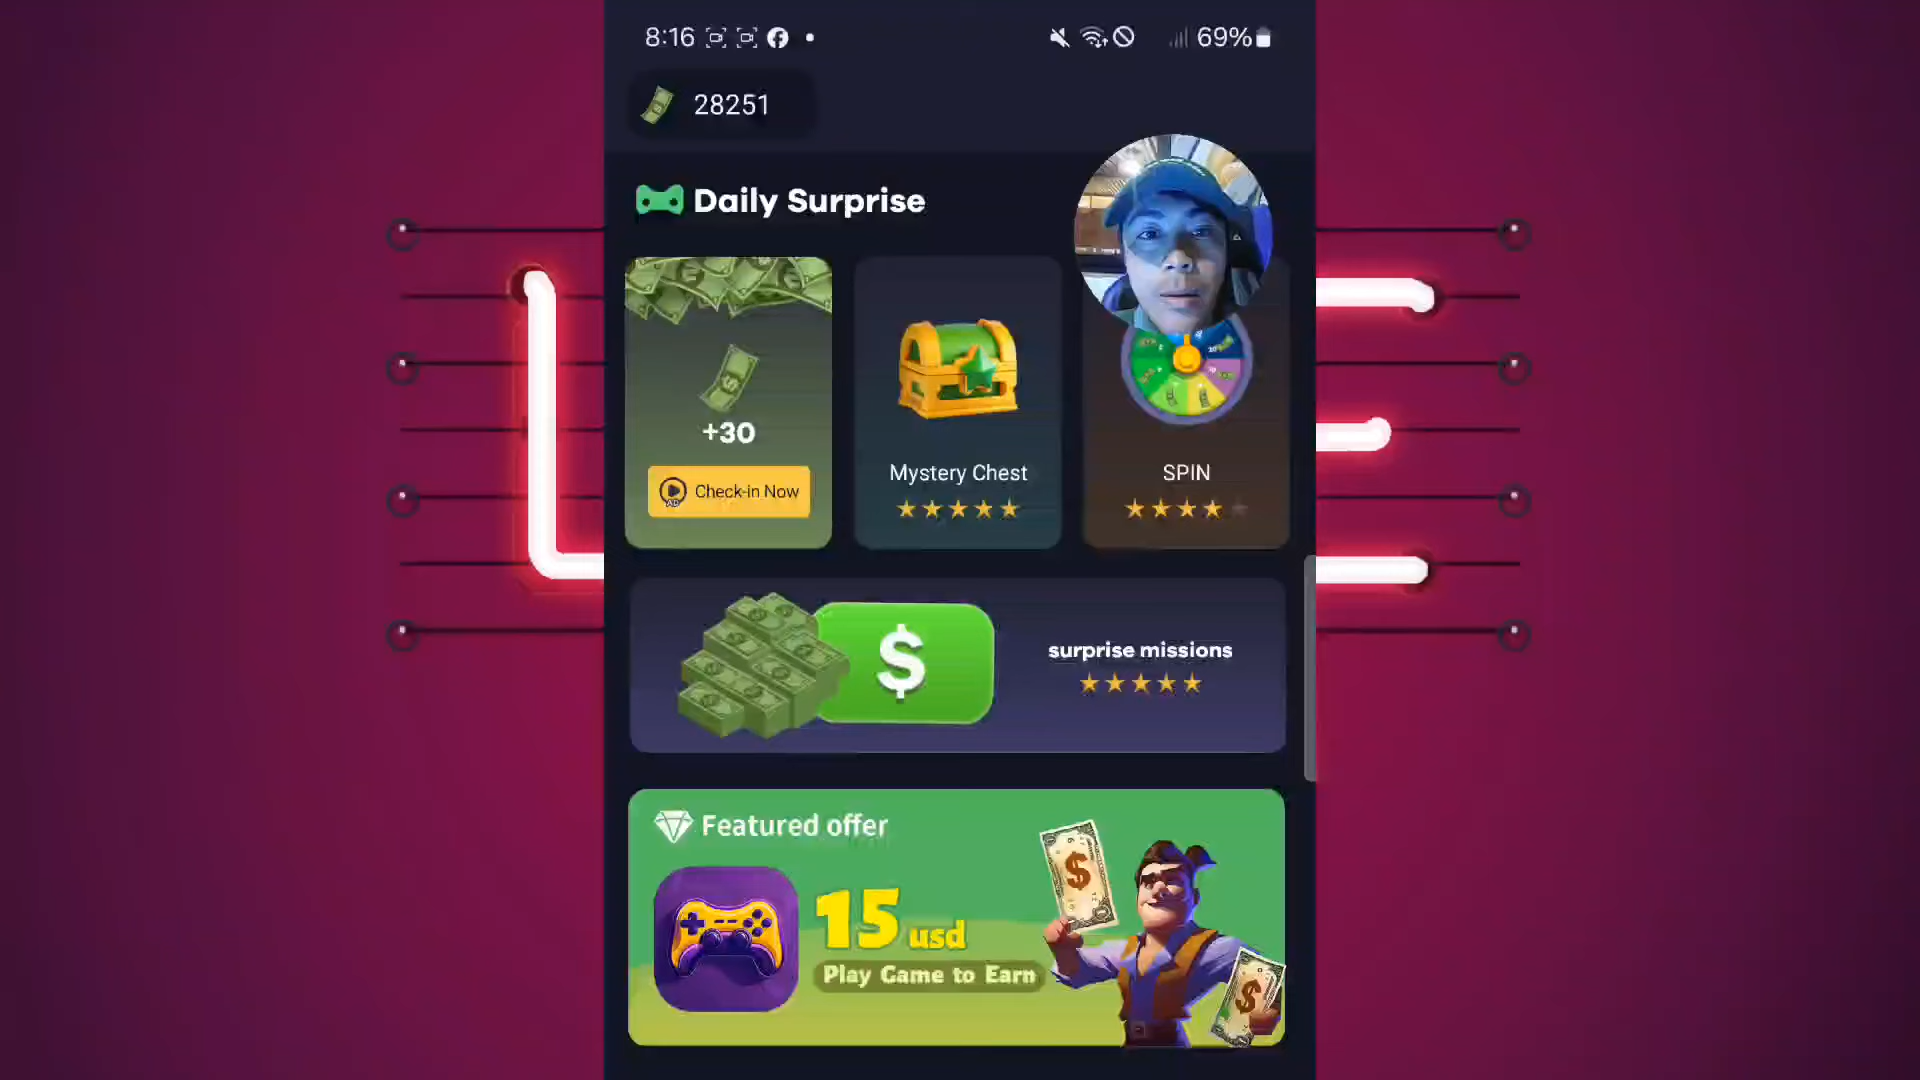 8:16
69%
28251
Daily Surprise
+30
AD
Check-in Now
Mystery Chest
SPIN
$
surprise missions
Featured offer
15 usd
Play Game to Earn
$
$